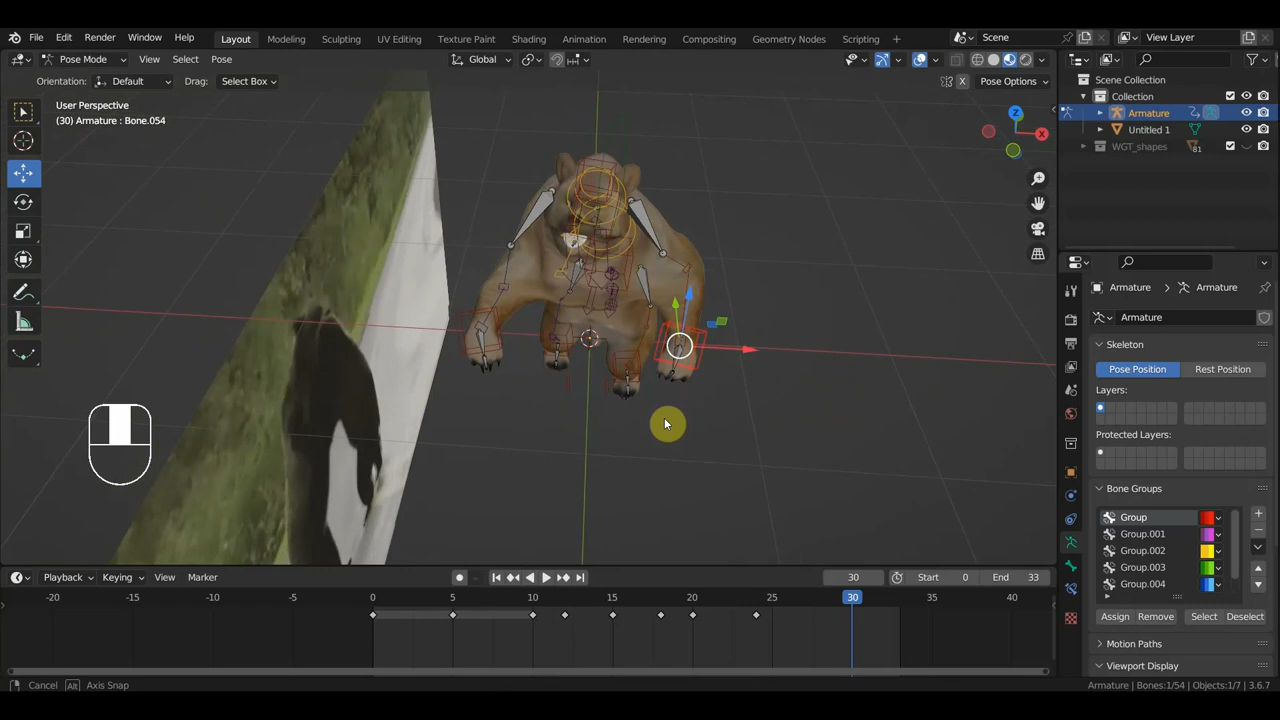 File Edit Render Window Help Layout Modeling Sculpting UV Editing Texture Paint Shading Animation Rendering Compositing Geometry Nodes Scripting + Scene View Layer
Pose Mode View Select Pose Global
Orientation: Default Drag: Select Box X Pose Options
User Perspective
(30) Armature : Bone.054
Z
X
Scene Collection
Collection
Armature
Untitled 1
WGT_shapes 81
Armature > Armature
Armature
Skeleton
Pose Position Rest Position
Layers:
Protected Layers:
Bone Groups
Group
Group.001
Group.002
Group.003
Group.004
Assign Remove Select Deselect
Motion Paths
Viewport Display
Playback Keying View Marker 30 Start 0 End 33
-20 -15 -10 -5 0 5 10 15 20 25 30 35 40
Cancel Alt Axis Snap Armature | Bones:1/54 | Objects:1/7 | 3.6.7